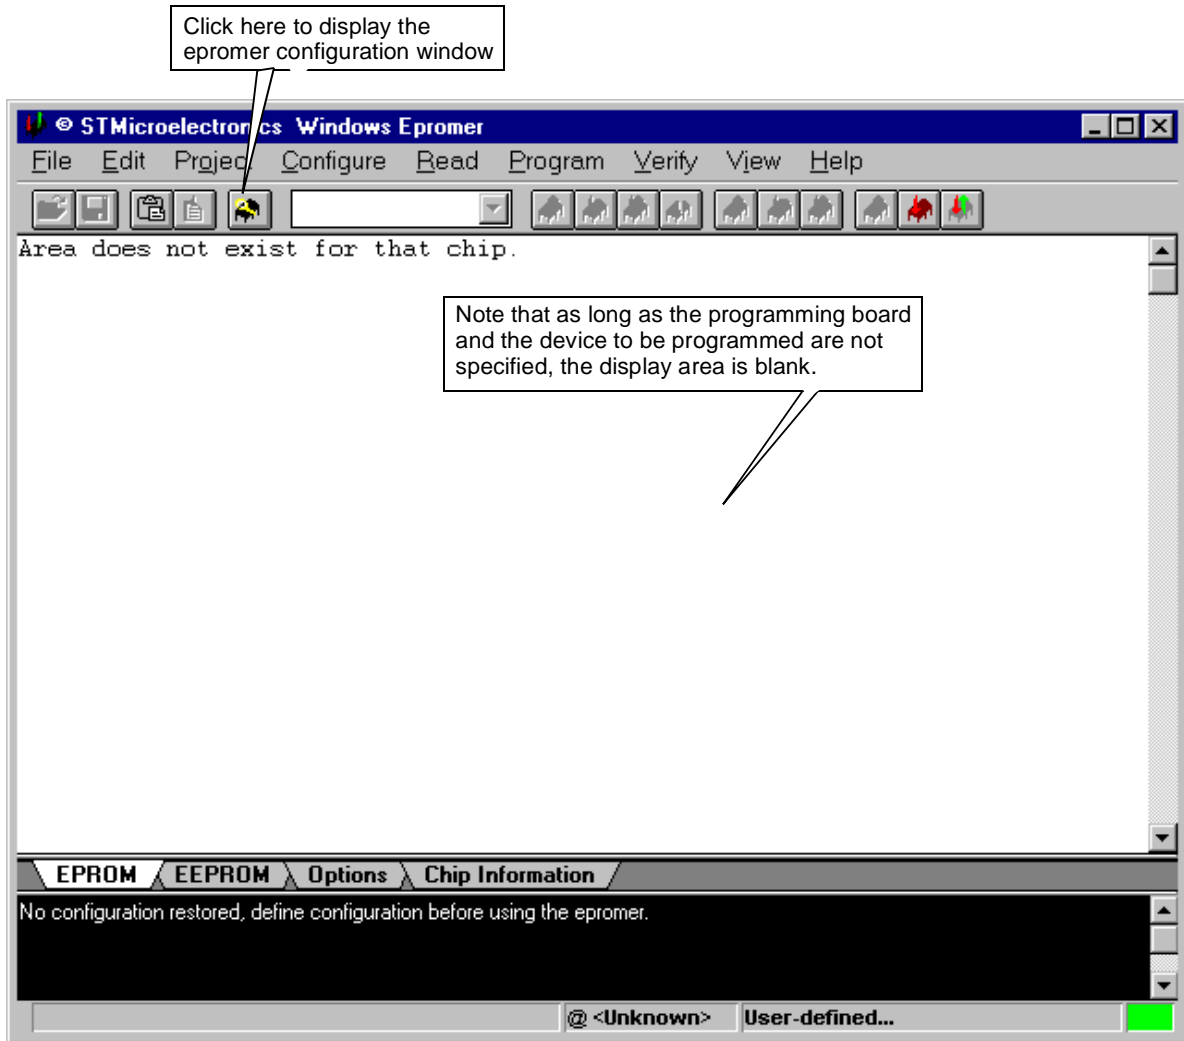 Click here to display the
epromer configuration window
© STMicroelectronics Windows Epromer
File Edit Project Configure Read Program Verify View Help
Area does not exist for that chip.
Note that as long as the programming board
and the device to be programmed are not
specified, the display area is blank.
EPROM EEPROM Options Chip Information
No configuration restored, define configuration before using the epromer.
@ <Unknown> User-defined...